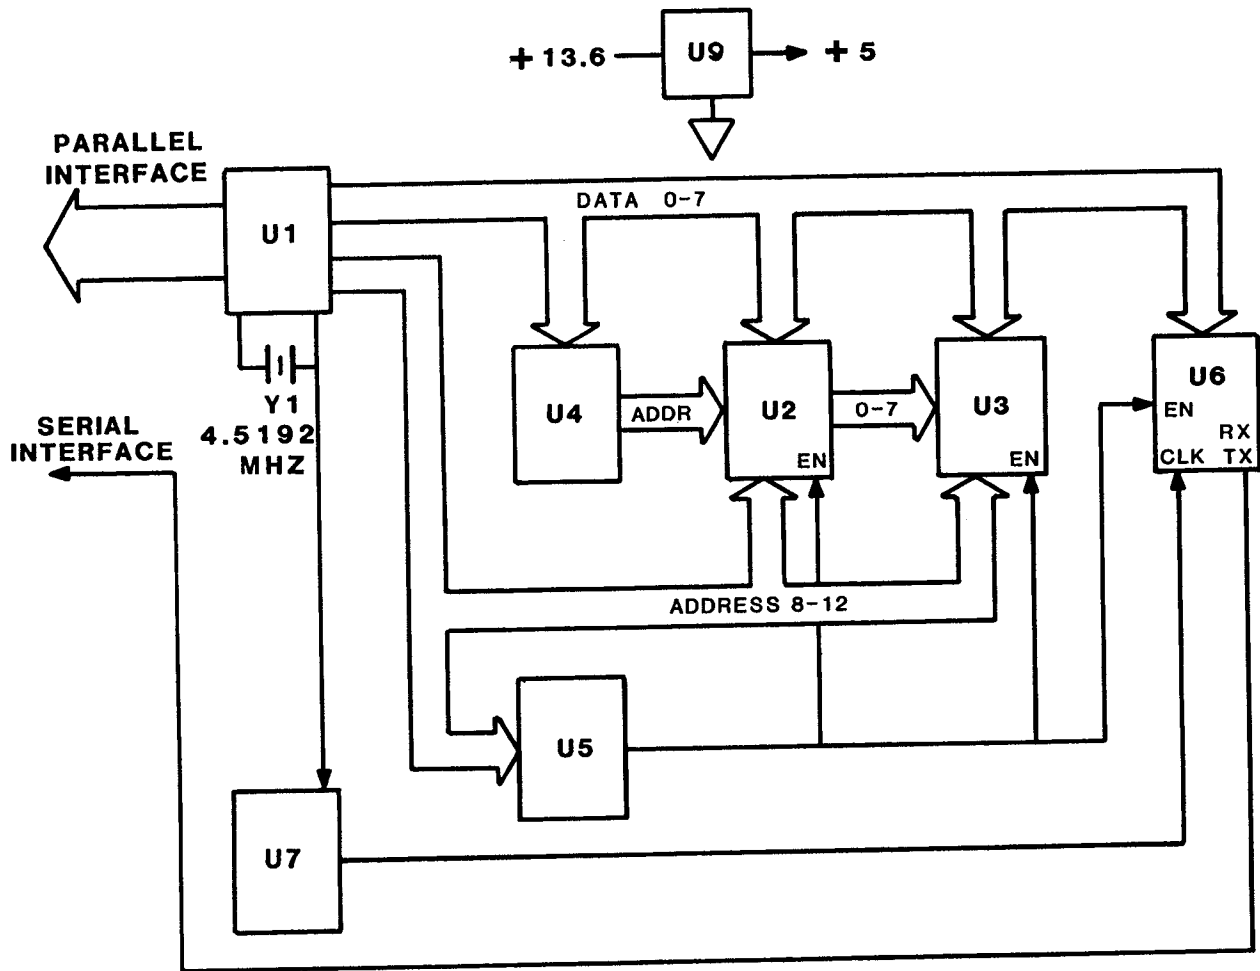 + 13.6
U9
+ 5
PARALLEL
INTERFACE
DATA 0-7
U1
Y1
4.5192
MHZ
SERIAL
INTERFACE
U4
ADDR
U2
EN
0-7
U3
EN
U6
EN
RX
CLK TX
ADDRESS 8-12
U5
U7